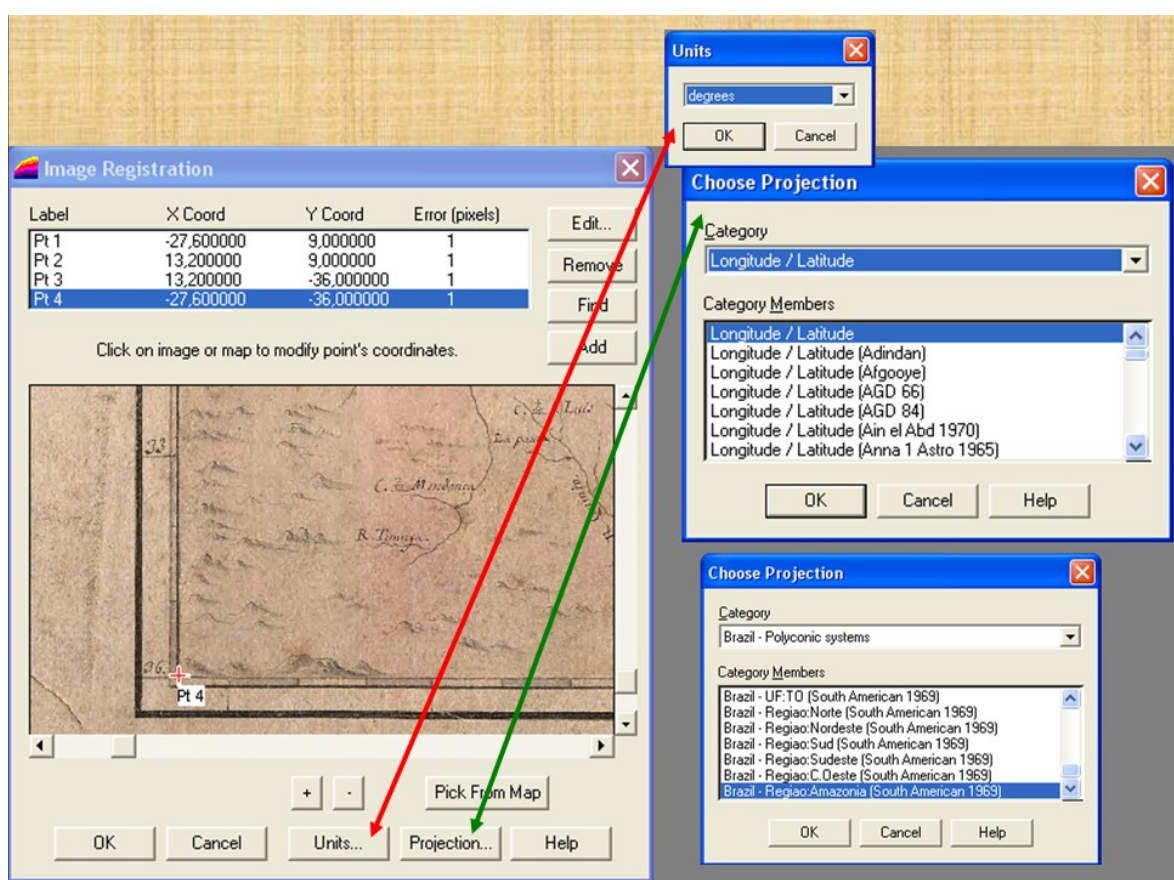 Units
degrees
OK Cancel
Image Registration
Label X Coord Y Coord Error (pixels)
Pt 1 -27,600000 9,000000 1
Pt 2 13,200000 9,000000 1
Pt 3 13,200000 -36,000000 1
Pt 4 -27,600000 -36,000000 1
Edit...
Remove
Find
Add
Click on image or map to modify point's coordinates.
33
C. de Mendonca.
36.
Pt 4
+ - Pick From Map
OK Cancel Units... Projection... Help
Choose Projection
Category
Longitude / Latitude
Category Members
Longitude / Latitude
Longitude / Latitude (Adindan)
Longitude / Latitude (Afgooye)
Longitude / Latitude (AGD 66)
Longitude / Latitude (AGD 84)
Longitude / Latitude (Ain el Abd 1970)
Longitude / Latitude (Anna 1 Astro 1965)
OK Cancel Help
Choose Projection
Category
Brazil - Polyconic systems
Category Members
Brazil - UF:TO (South American 1969)
Brazil - Regiao:Norte (South American 1969)
Brazil - Regiao:Nordeste (South American 1969)
Brazil - Regiao:Sud (South American 1969)
Brazil - Regiao:Sudeste (South American 1969)
Brazil - Regiao:C.Oeste (South American 1969)
Brazil - Regiao:Amazonia (South American 1969)
OK Cancel Help